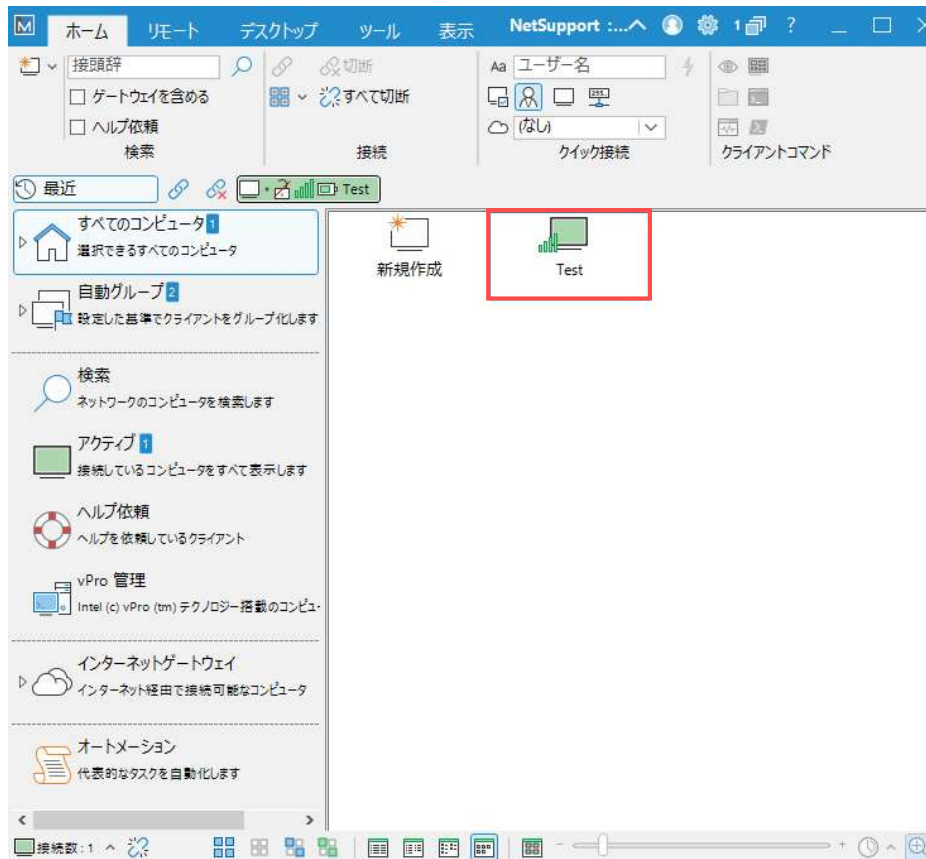 M ホーム リモート デスクトップ ツール 表示 NetSupport :... 1 ?
接頭辞 切断 Aa ユーザー名
ゲートウェイを含める すべて切断
ヘルプ依頼 (なし)
検索 接続 クイック接続 クライアントコマンド
最近 Test
すべてのコンピュータ 1
選択できるすべてのコンピュータ
新規作成 Test
自動グループ 2
設定した基準でクライアントをグループ化します
検索
ネットワークのコンピュータを検索します
アクティブ 1
接続しているコンピュータをすべて表示します
ヘルプ依頼
ヘルプを依頼しているクライアント
vPro 管理
Intel (c) vPro (tm) テクノロジー搭載のコンピュ
インターネットゲートウェイ
インターネット経由で接続可能なコンピュータ
オートメーション
代表的なタスクを自動化します
接続数: 1